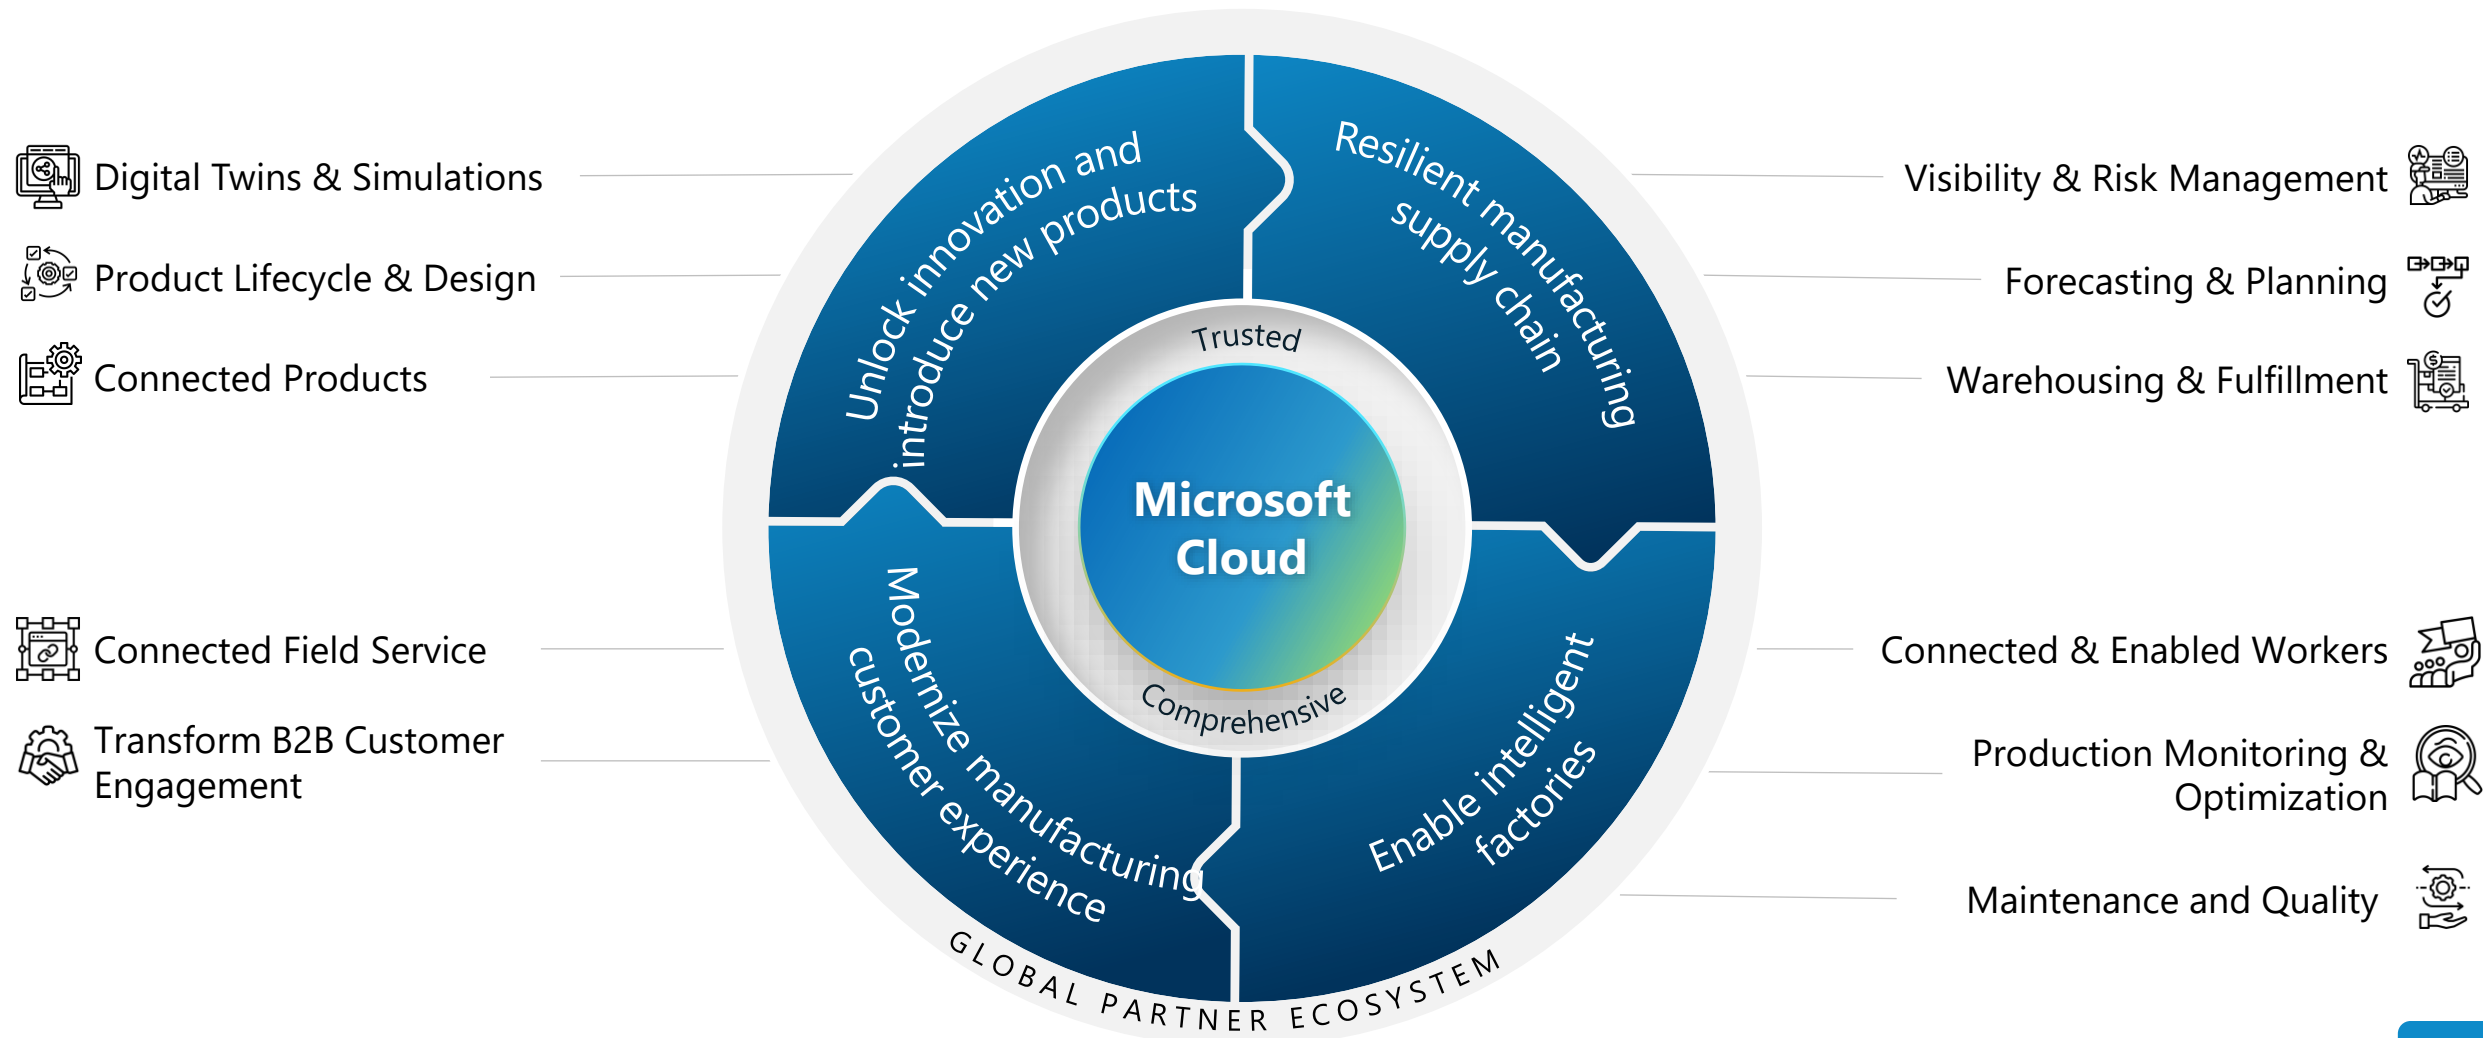 Digital Twins & Simulations
Product Lifecycle & Design
Connected Products
Connected Field Service
Transform B2B Customer
Engagement
Unlock innovation and
introduce new products
Resilient manufacturing
supply chain
Trusted
Microsoft
Cloud
Comprehensive
Modernize manufacturing
customer experience
Enable intelligent
factories
GLOBAL PARTNER ECOSYSTEM
Visibility & Risk Management
Forecasting & Planning
Warehousing & Fulfillment
Connected & Enabled Workers
Production Monitoring &
Optimization
Maintenance and Quality